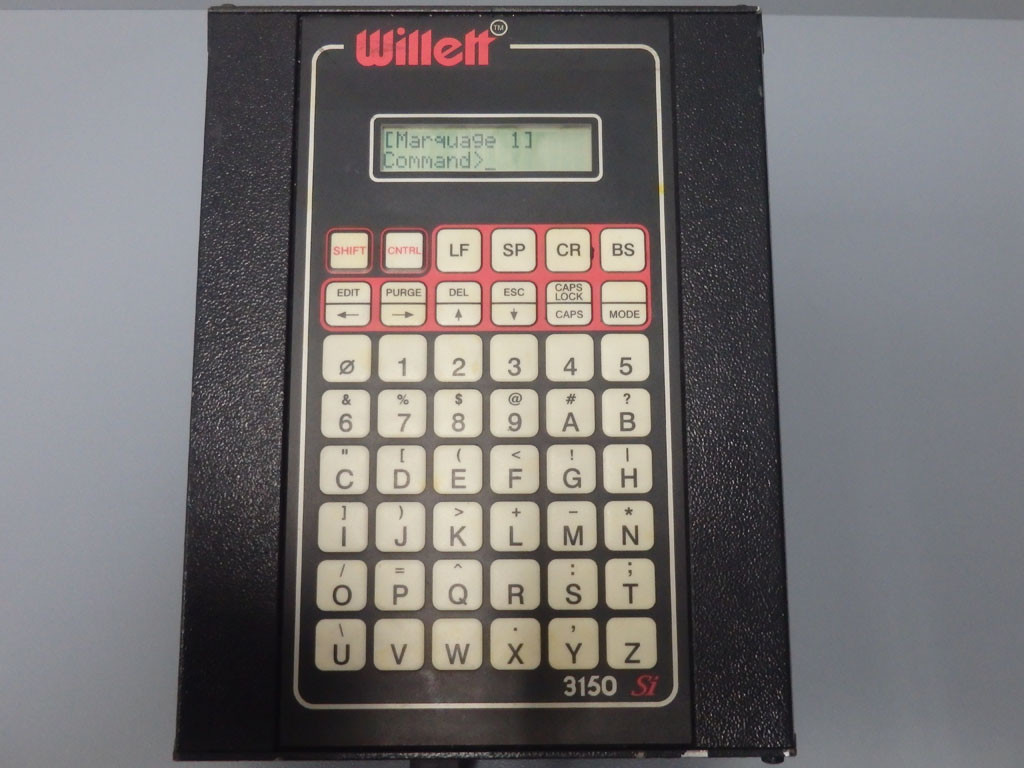 Willett TM
[Marquage 1]
Command>_
SHIFT CNTRL LF SP CR BS
EDIT PURGE DEL ESC CAPS LOCK
← → ↑ ↓ CAPS MODE
Ø 1 2 3 4 5
& % $ @ # ?
6 7 8 9 A B
" [ ( < ! |
C D E F G H
] ) > + - *
I J K L M N
/ = ^ : ;
O P Q R S T
\ . ,
U V W X Y Z
3150 Si